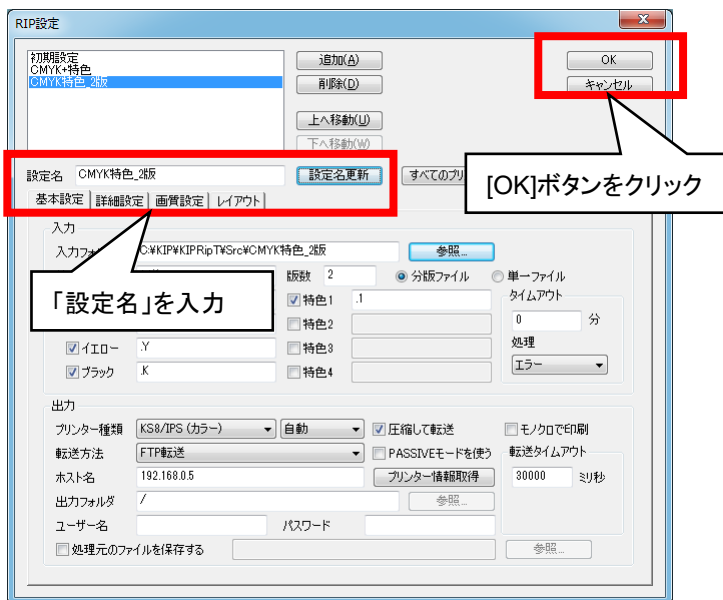 RIP設定
初期設定
CMYK+特色
CMYK特色_2版
追加(A)
削除(D)
上へ移動(U)
下へ移動(W)
OK
キャンセル
設定名 CMYK特色_2版 設定名更新 すべてのプリ
[OK]ボタンをクリック
基本設定 詳細設定 画質設定 レイアウト
入力
入力フォ C:¥KIP¥KIPRipT¥Src¥CMYK特色_2版 参照...
版数 2 分版ファイル 単一ファイル
「設定名」を入力
特色1 .1 タイムアウト
特色2 0 分
イエロー .Y 特色3 処理
ブラック .K 特色4 エラー
出力
プリンター種類 KS8/IPS (カラー) 自動 圧縮して転送 モノクロで印刷
転送方法 FTP転送 PASSIVEモードを使う 転送タイムアウト
ホスト名 192.168.0.5 プリンター情報取得 30000 ミリ秒
出力フォルダ / 参照...
ユーザー名 パスワード
処理元のファイルを保存する 参照...